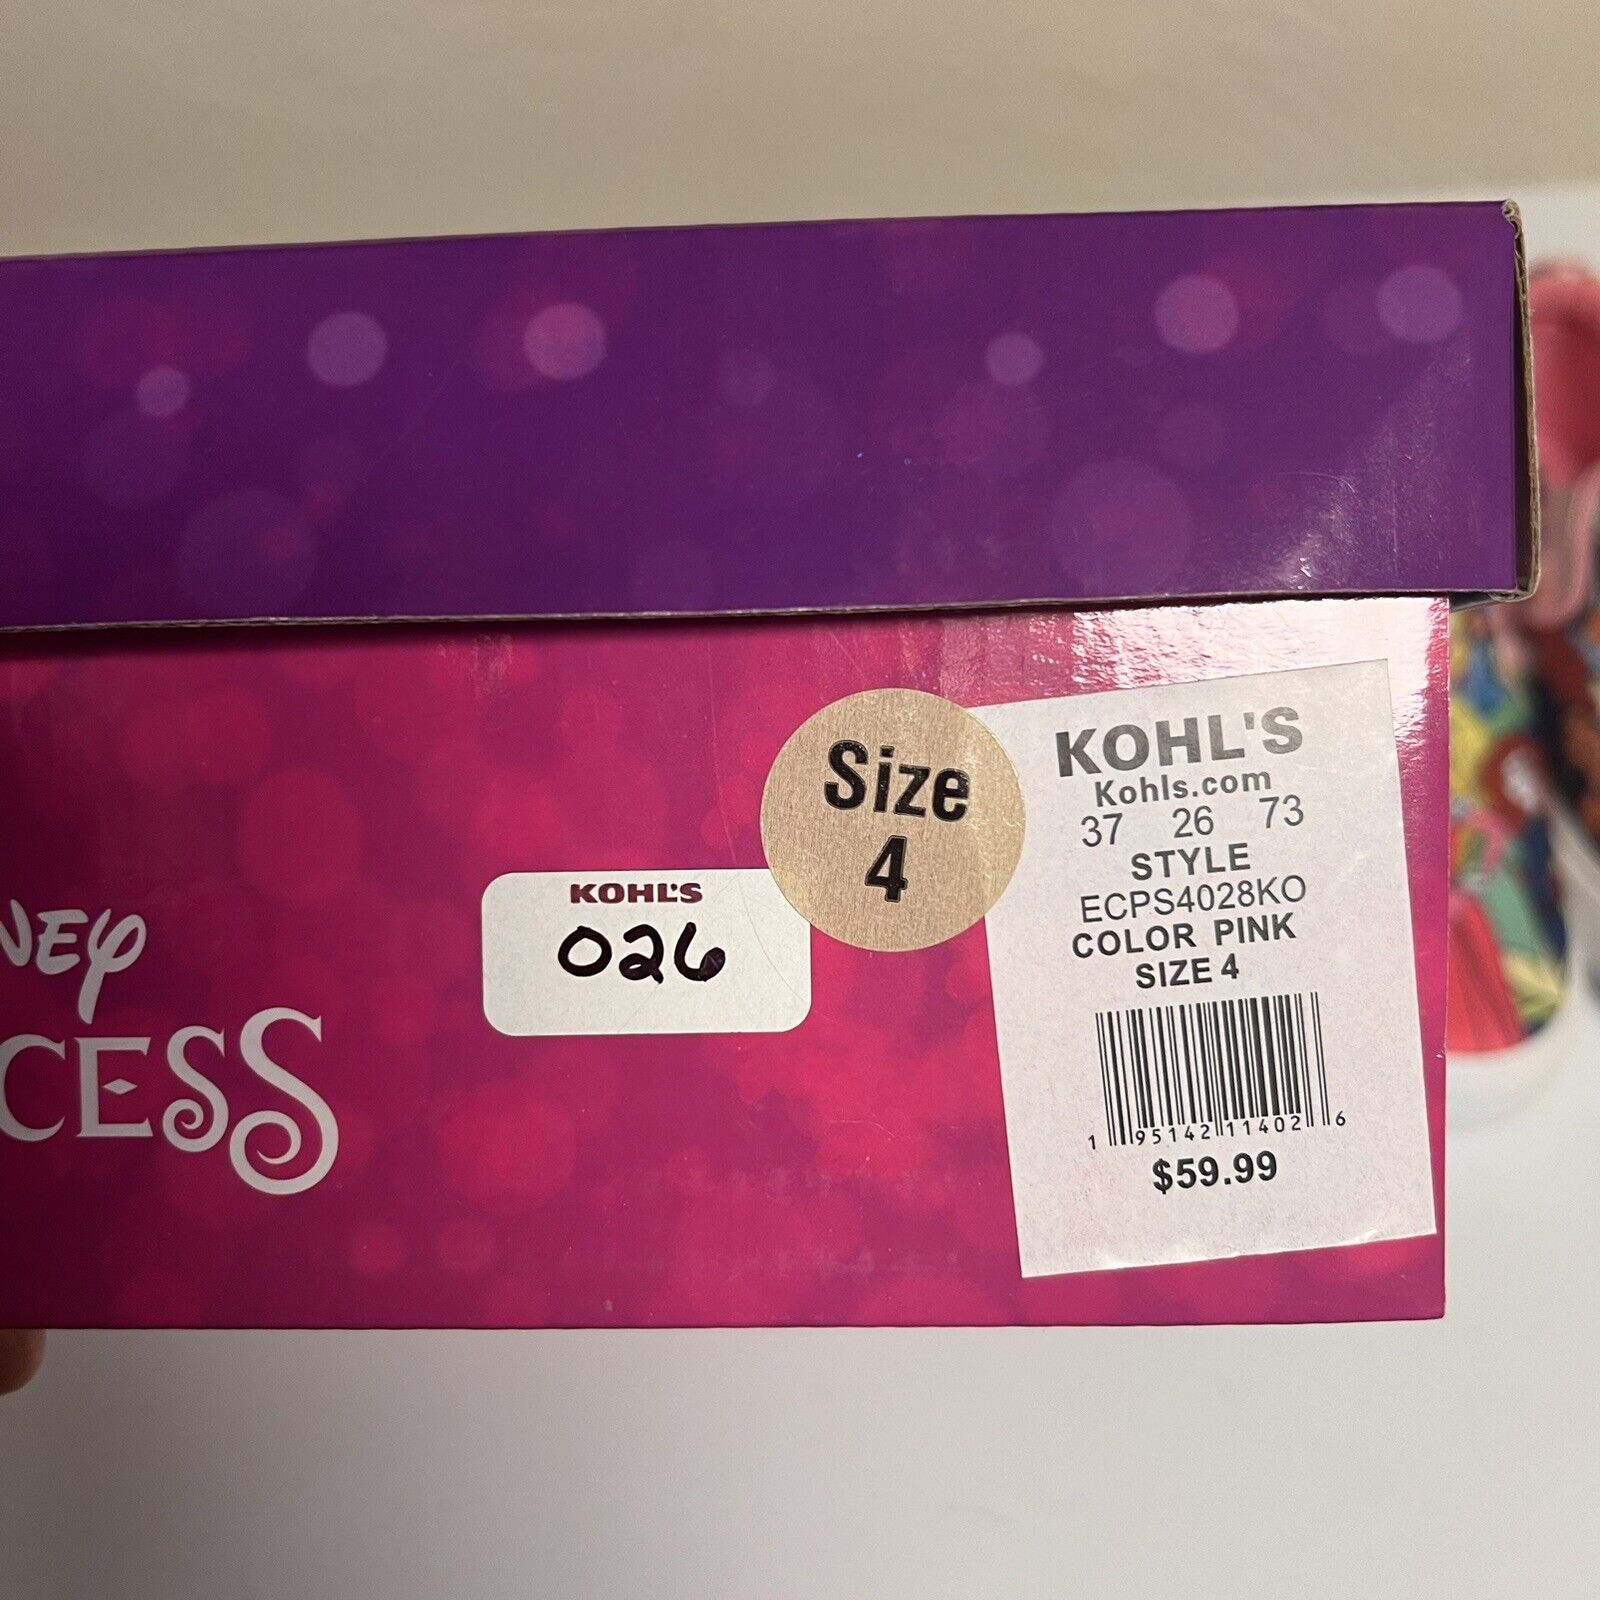 NEY
CESS
KOHL'S
026
Size
4
KOHL'S
Kohls.com
37 26 73
STYLE
ECPS4028KO
COLOR PINK
SIZE 4
1 95142 11402 6
$59.99